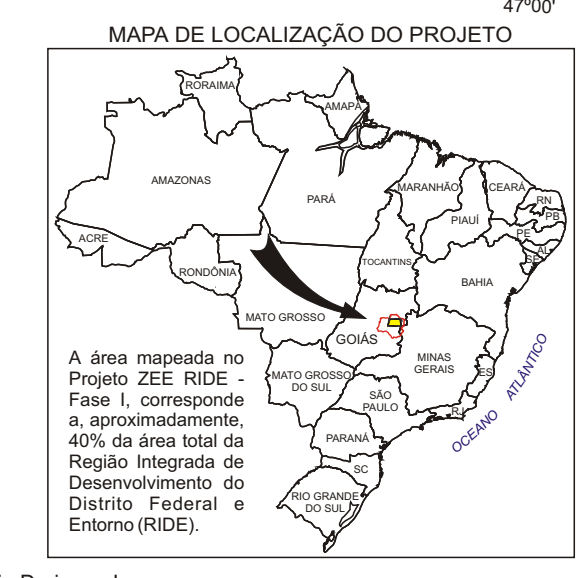 47º00'
MAPA DE LOCALIZAÇÃO DO PROJETO
RORAIMA
AMAPÁ
AMAZONAS
PARÁ
MARANHÃO
CEARÁ
RN
PB
PIAUÍ
PE
AL
SE
ACRE
RONDÔNIA
TOCANTINS
BAHIA
MATO GROSSO
GOIÁS
MINAS
GERAIS
ES
MATO GROSSO
DO SUL
SÃO
PAULO
RJ
PARANÁ
SC
RIO GRANDE
DO SUL
OCEANO ATLÂNTICO
A área mapeada no
Projeto ZEE RIDE -
Fase I, corresponde
a, aproximadamente,
40% da área total da
Região Integrada de
Desenvolvimento do
Distrito Federal e
Entorno (RIDE).